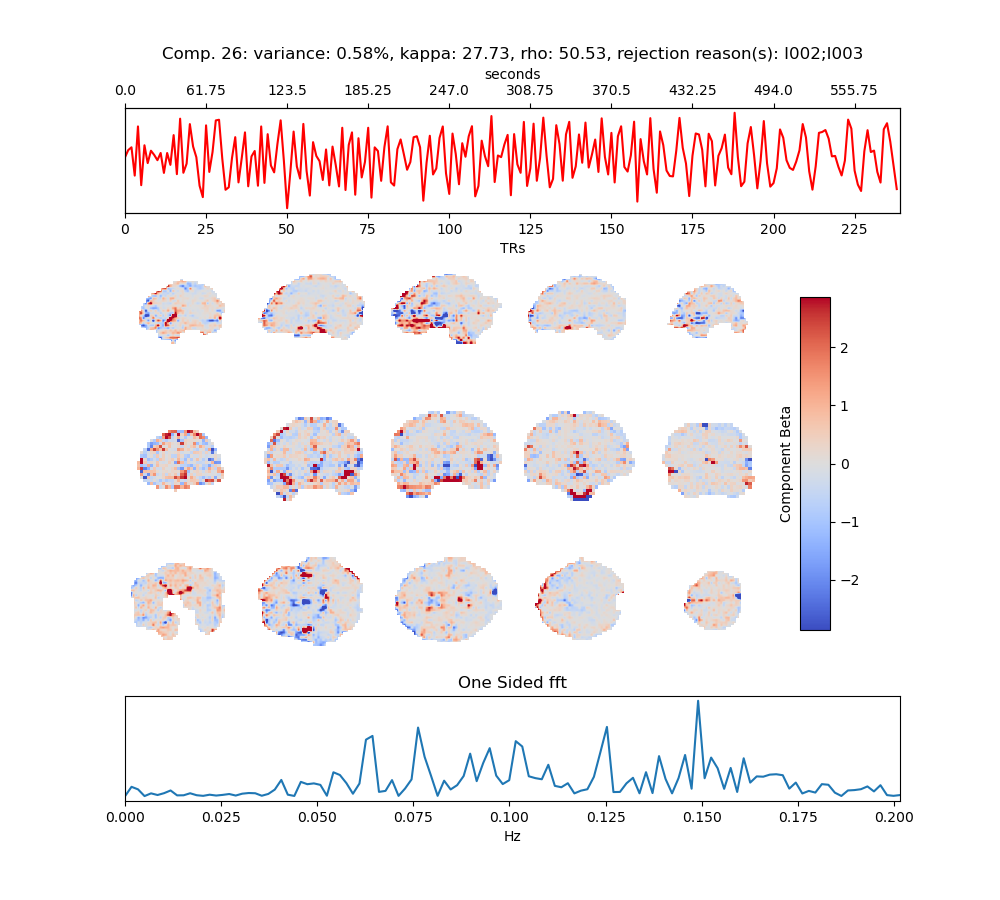 Comp. 26: variance: 0.58%, kappa: 27.73, rho: 50.53, rejection reason(s): I002;I003
seconds
0.0 61.75 123.5 185.25 247.0 308.75 370.5 432.25 494.0 555.75
0 25 50 75 100 125 150 175 200 225
TRs
2
1
0
−1
−2
Component Beta
One Sided fft
0.000 0.025 0.050 0.075 0.100 0.125 0.150 0.175 0.200
Hz